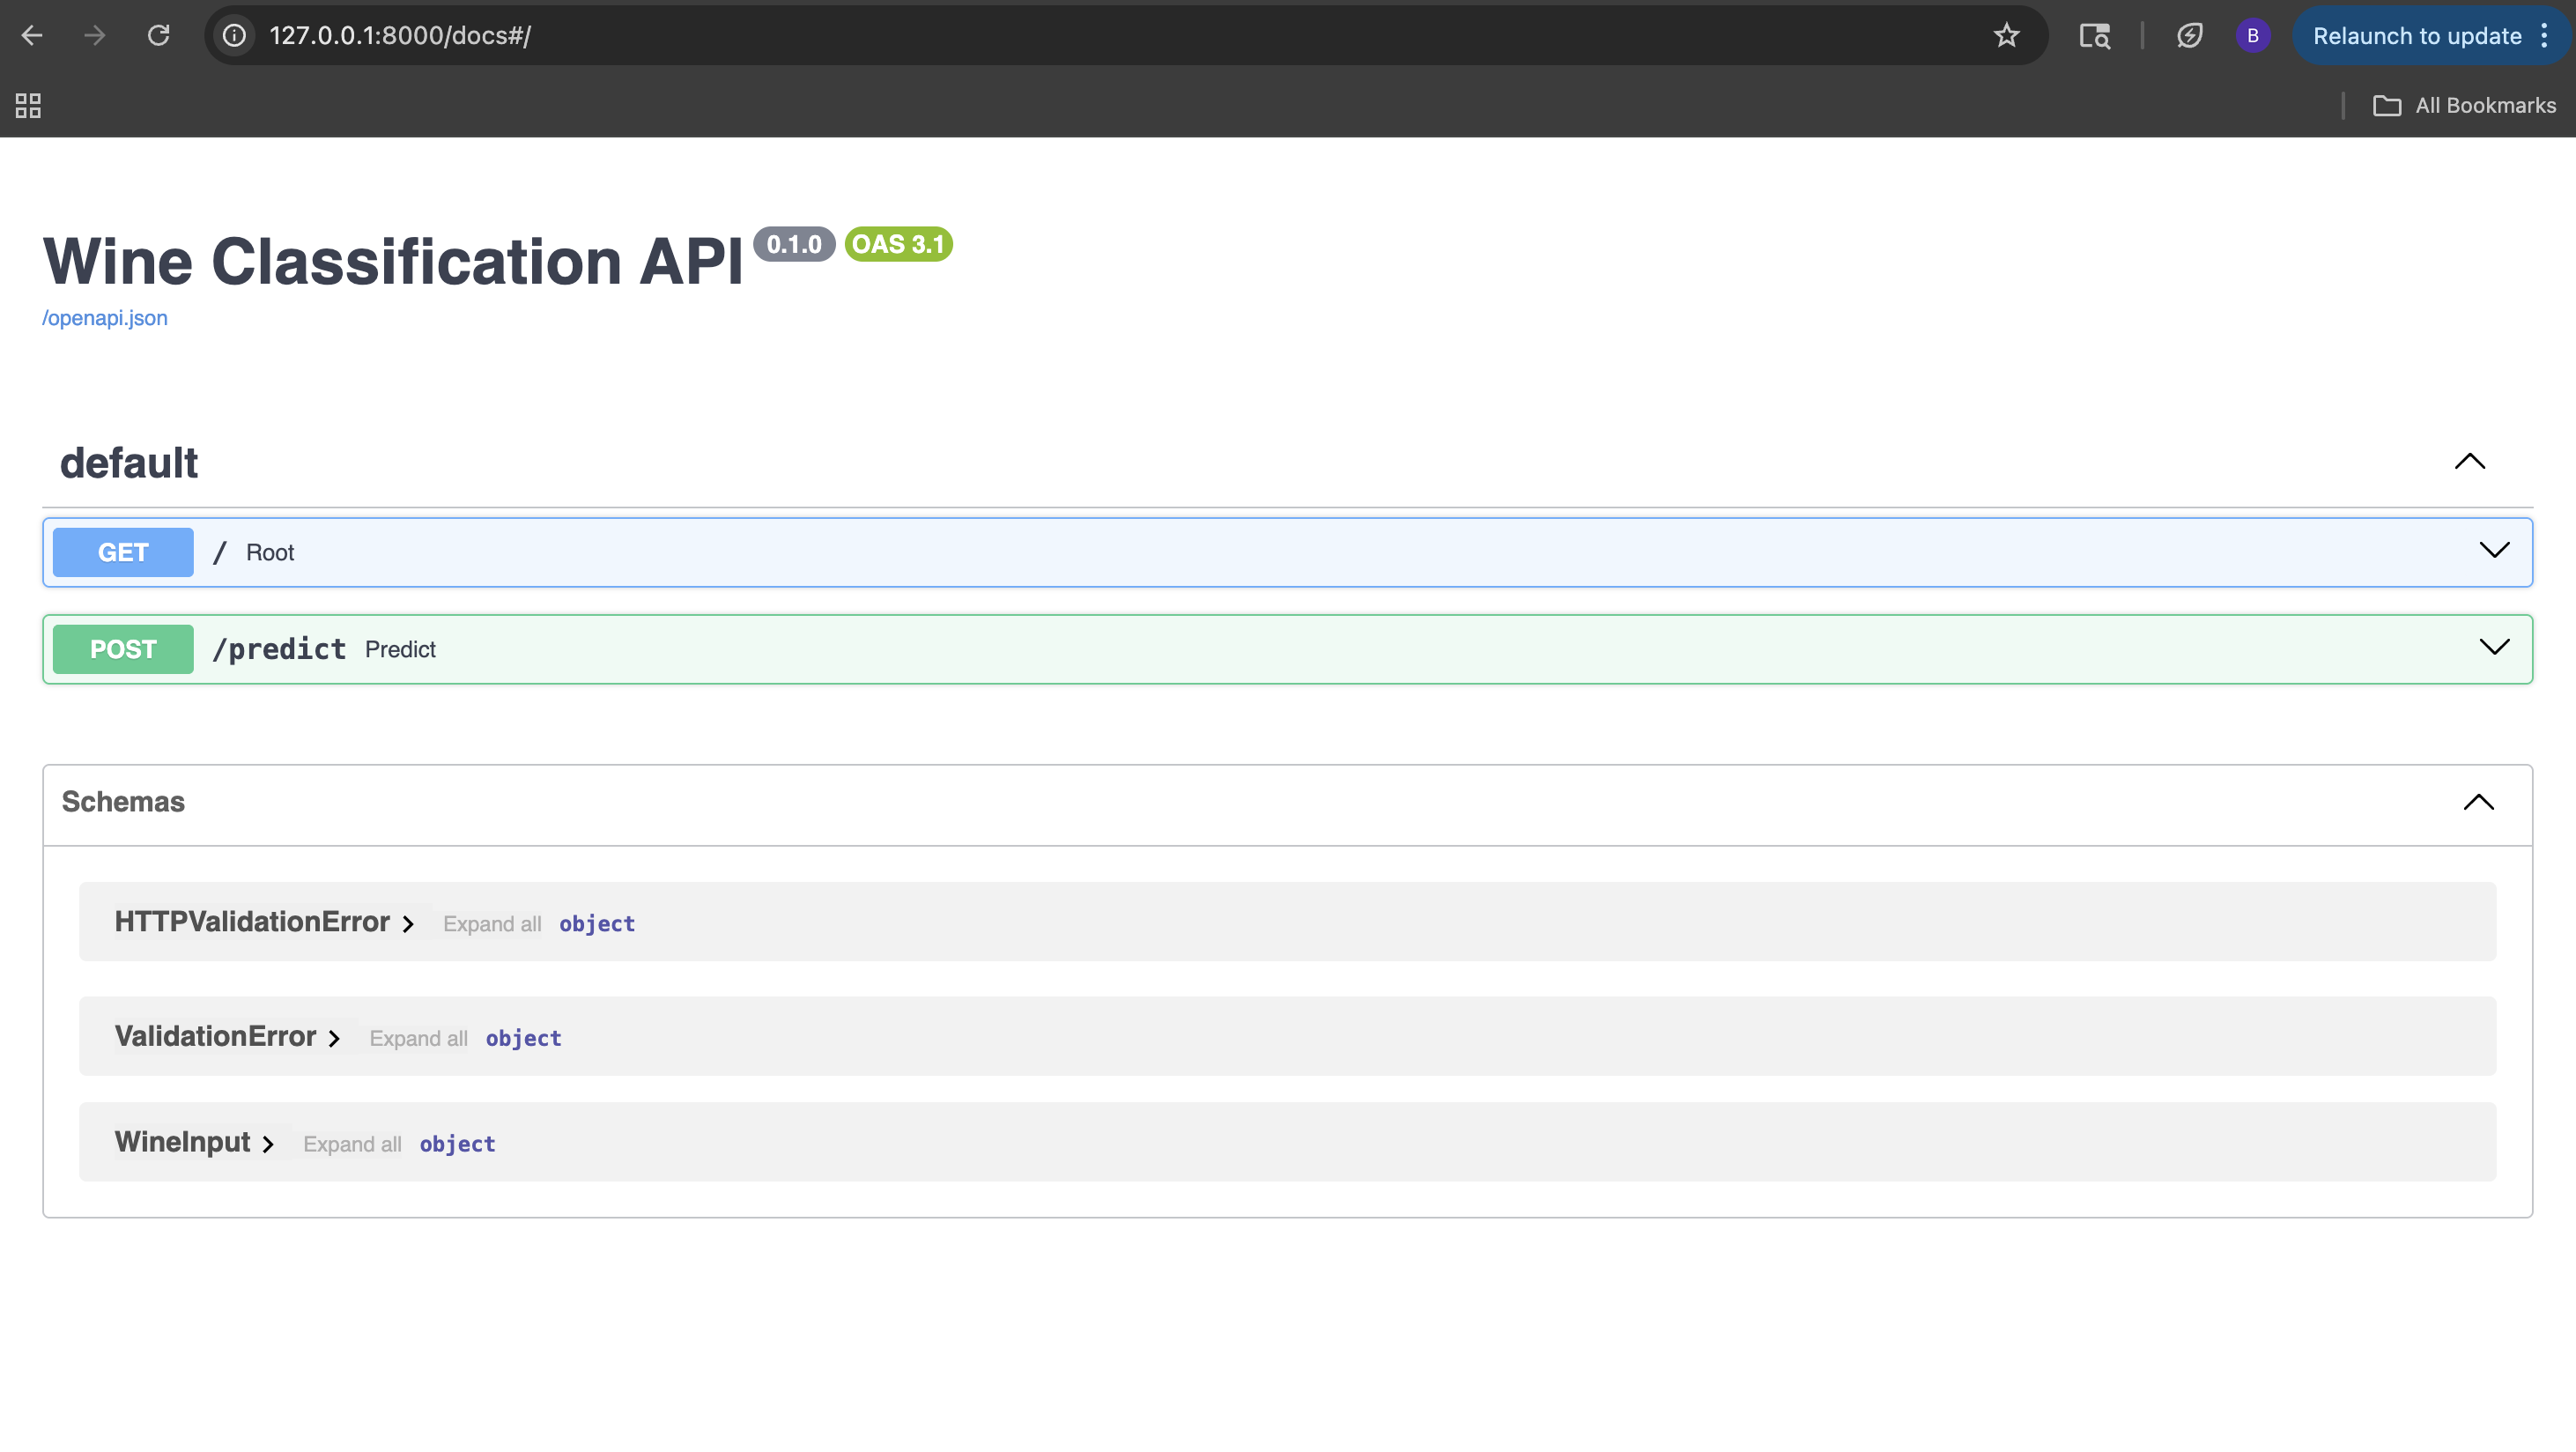 127.0.0.1:8000/docs#/
B
Relaunch to update
All Bookmarks
Wine Classification API 0.1.0 OAS 3.1
/openapi.json
default
GET / Root
POST /predict Predict
Schemas
HTTPValidationError Expand all object
ValidationError Expand all object
WineInput Expand all object